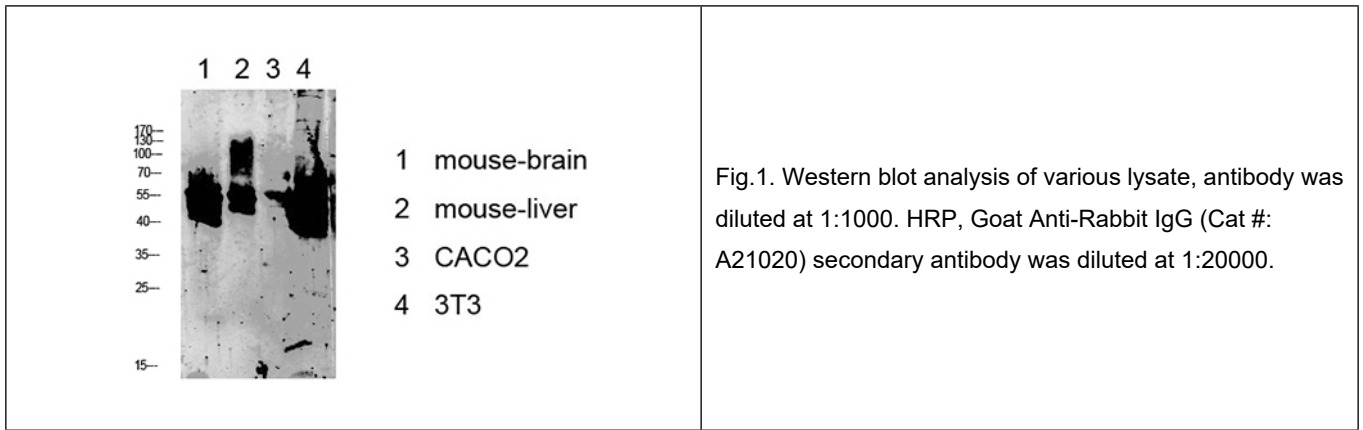 1 2 3 4
170—
130—
100—
70—
55—
40—
35—
25—
15—
1 mouse-brain
2 mouse-liver
3 CACO2
4 3T3
Fig.1. Western blot analysis of various lysate, antibody was
diluted at 1:1000. HRP, Goat Anti-Rabbit IgG (Cat #:
A21020) secondary antibody was diluted at 1:20000.